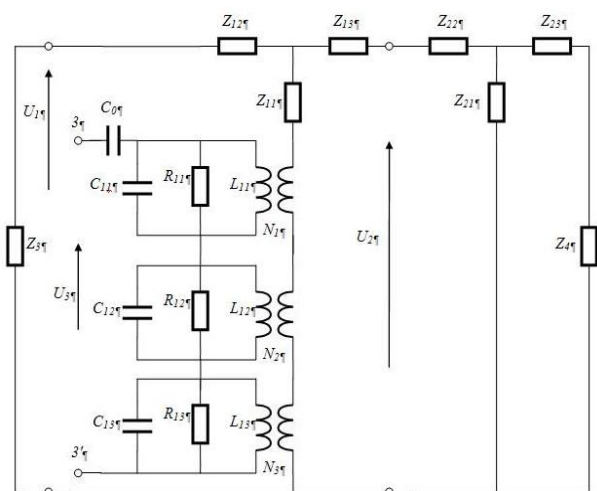 Z12¶ Z13¶ Z22¶ Z23¶
U1¶ Z11¶ Z21¶
C0¶
3¶
C11¶ R11¶ L11¶
N1¶
Z3¶ U2¶ Z4¶
U3¶
C12¶ R12¶ L12¶
N2¶
C13¶ R13¶ L13¶
3'¶
N3¶